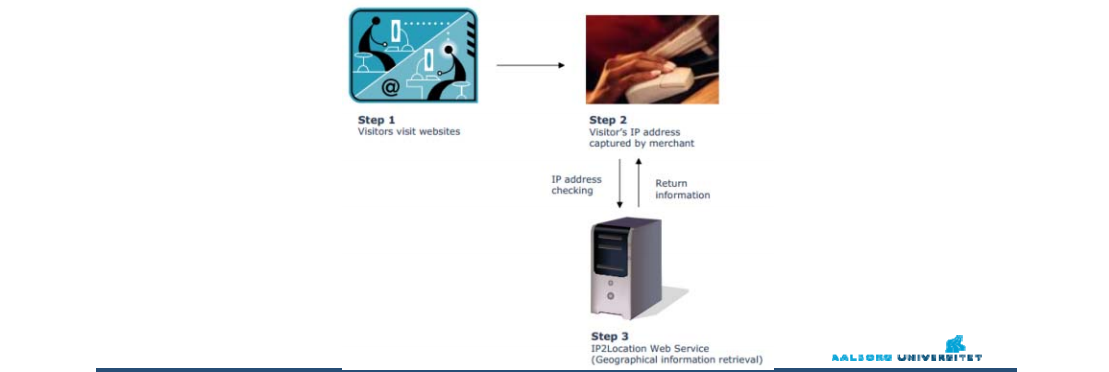 @
Step 1
Visitors visit websites
Step 2
Visitor's IP address
captured by merchant
IP address
checking
Return
information
Step 3
IP2Location Web Service
(Geographical information retrieval)
AALBORG UNIVERSITET